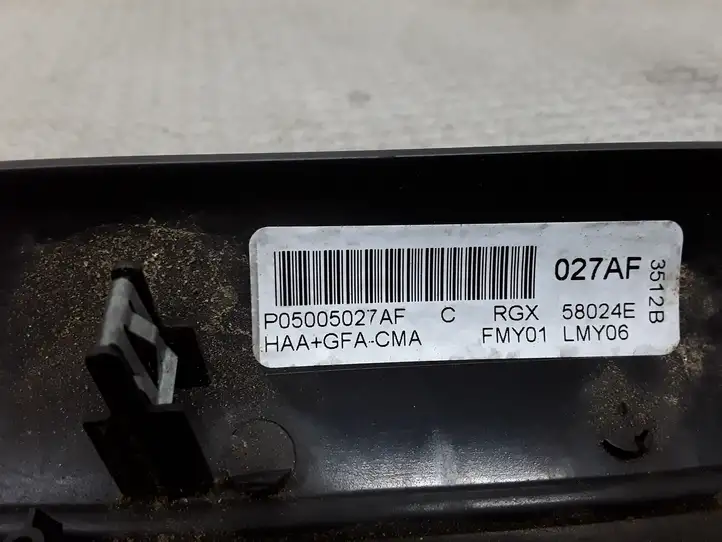 027AF
P05005027AF C RGX 58024E
HAA+GFA-CMA FMY01 LMY06
3512B